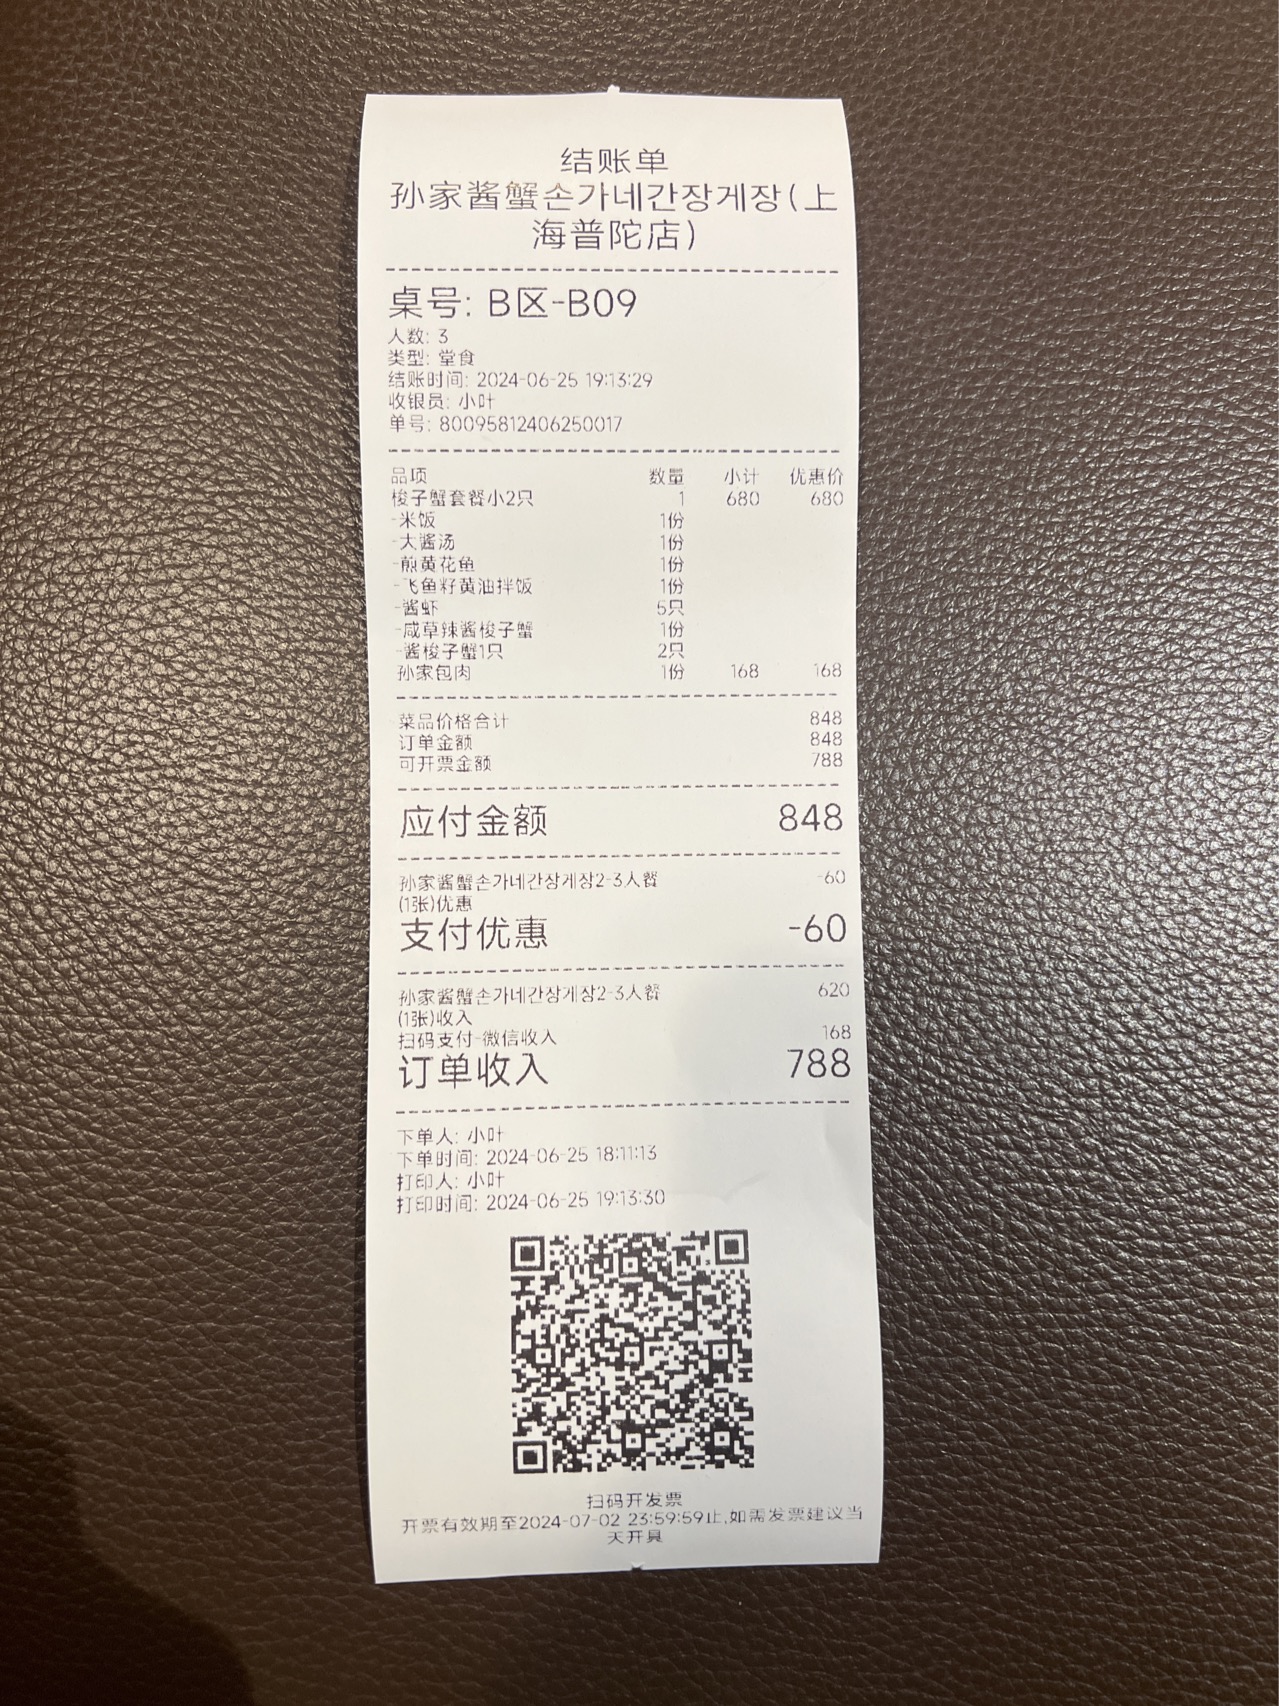 结账单
孙家酱蟹손가네간장게장(上
海普陀店)
桌号: B区-B09
人数: 3
类型: 堂食
结账时间: 2024-06-25 19:13:29
收银员: 小叶
单号: 80095812406250017
品项 数量 小计 优惠价
梭子蟹套餐小2只 1 680 680
-米饭 1份
-大酱汤 1份
-煎黄花鱼 1份
-飞鱼籽黄油拌饭 1份
-酱虾 5只
-咸草辣酱梭子蟹 1份
-酱梭子蟹1只 2只
孙家包肉 1份 168 168
菜品价格合计 848
订单金额 848
可开票金额 788
应付金额 848
孙家酱蟹손가네간장게장2-3人餐 -60
(1张)优惠
支付优惠 -60
孙家酱蟹손가네간장게장2-3人餐 620
(1张)收入
扫码支付-微信收入 168
订单收入 788
下单人: 小叶
下单时间: 2024-06-25 18:11:13
打印人: 小叶
打印时间: 2024-06-25 19:13:30
扫码开发票
开票有效期至2024-07-02 23:59:59止,如需发票建议当
天开具